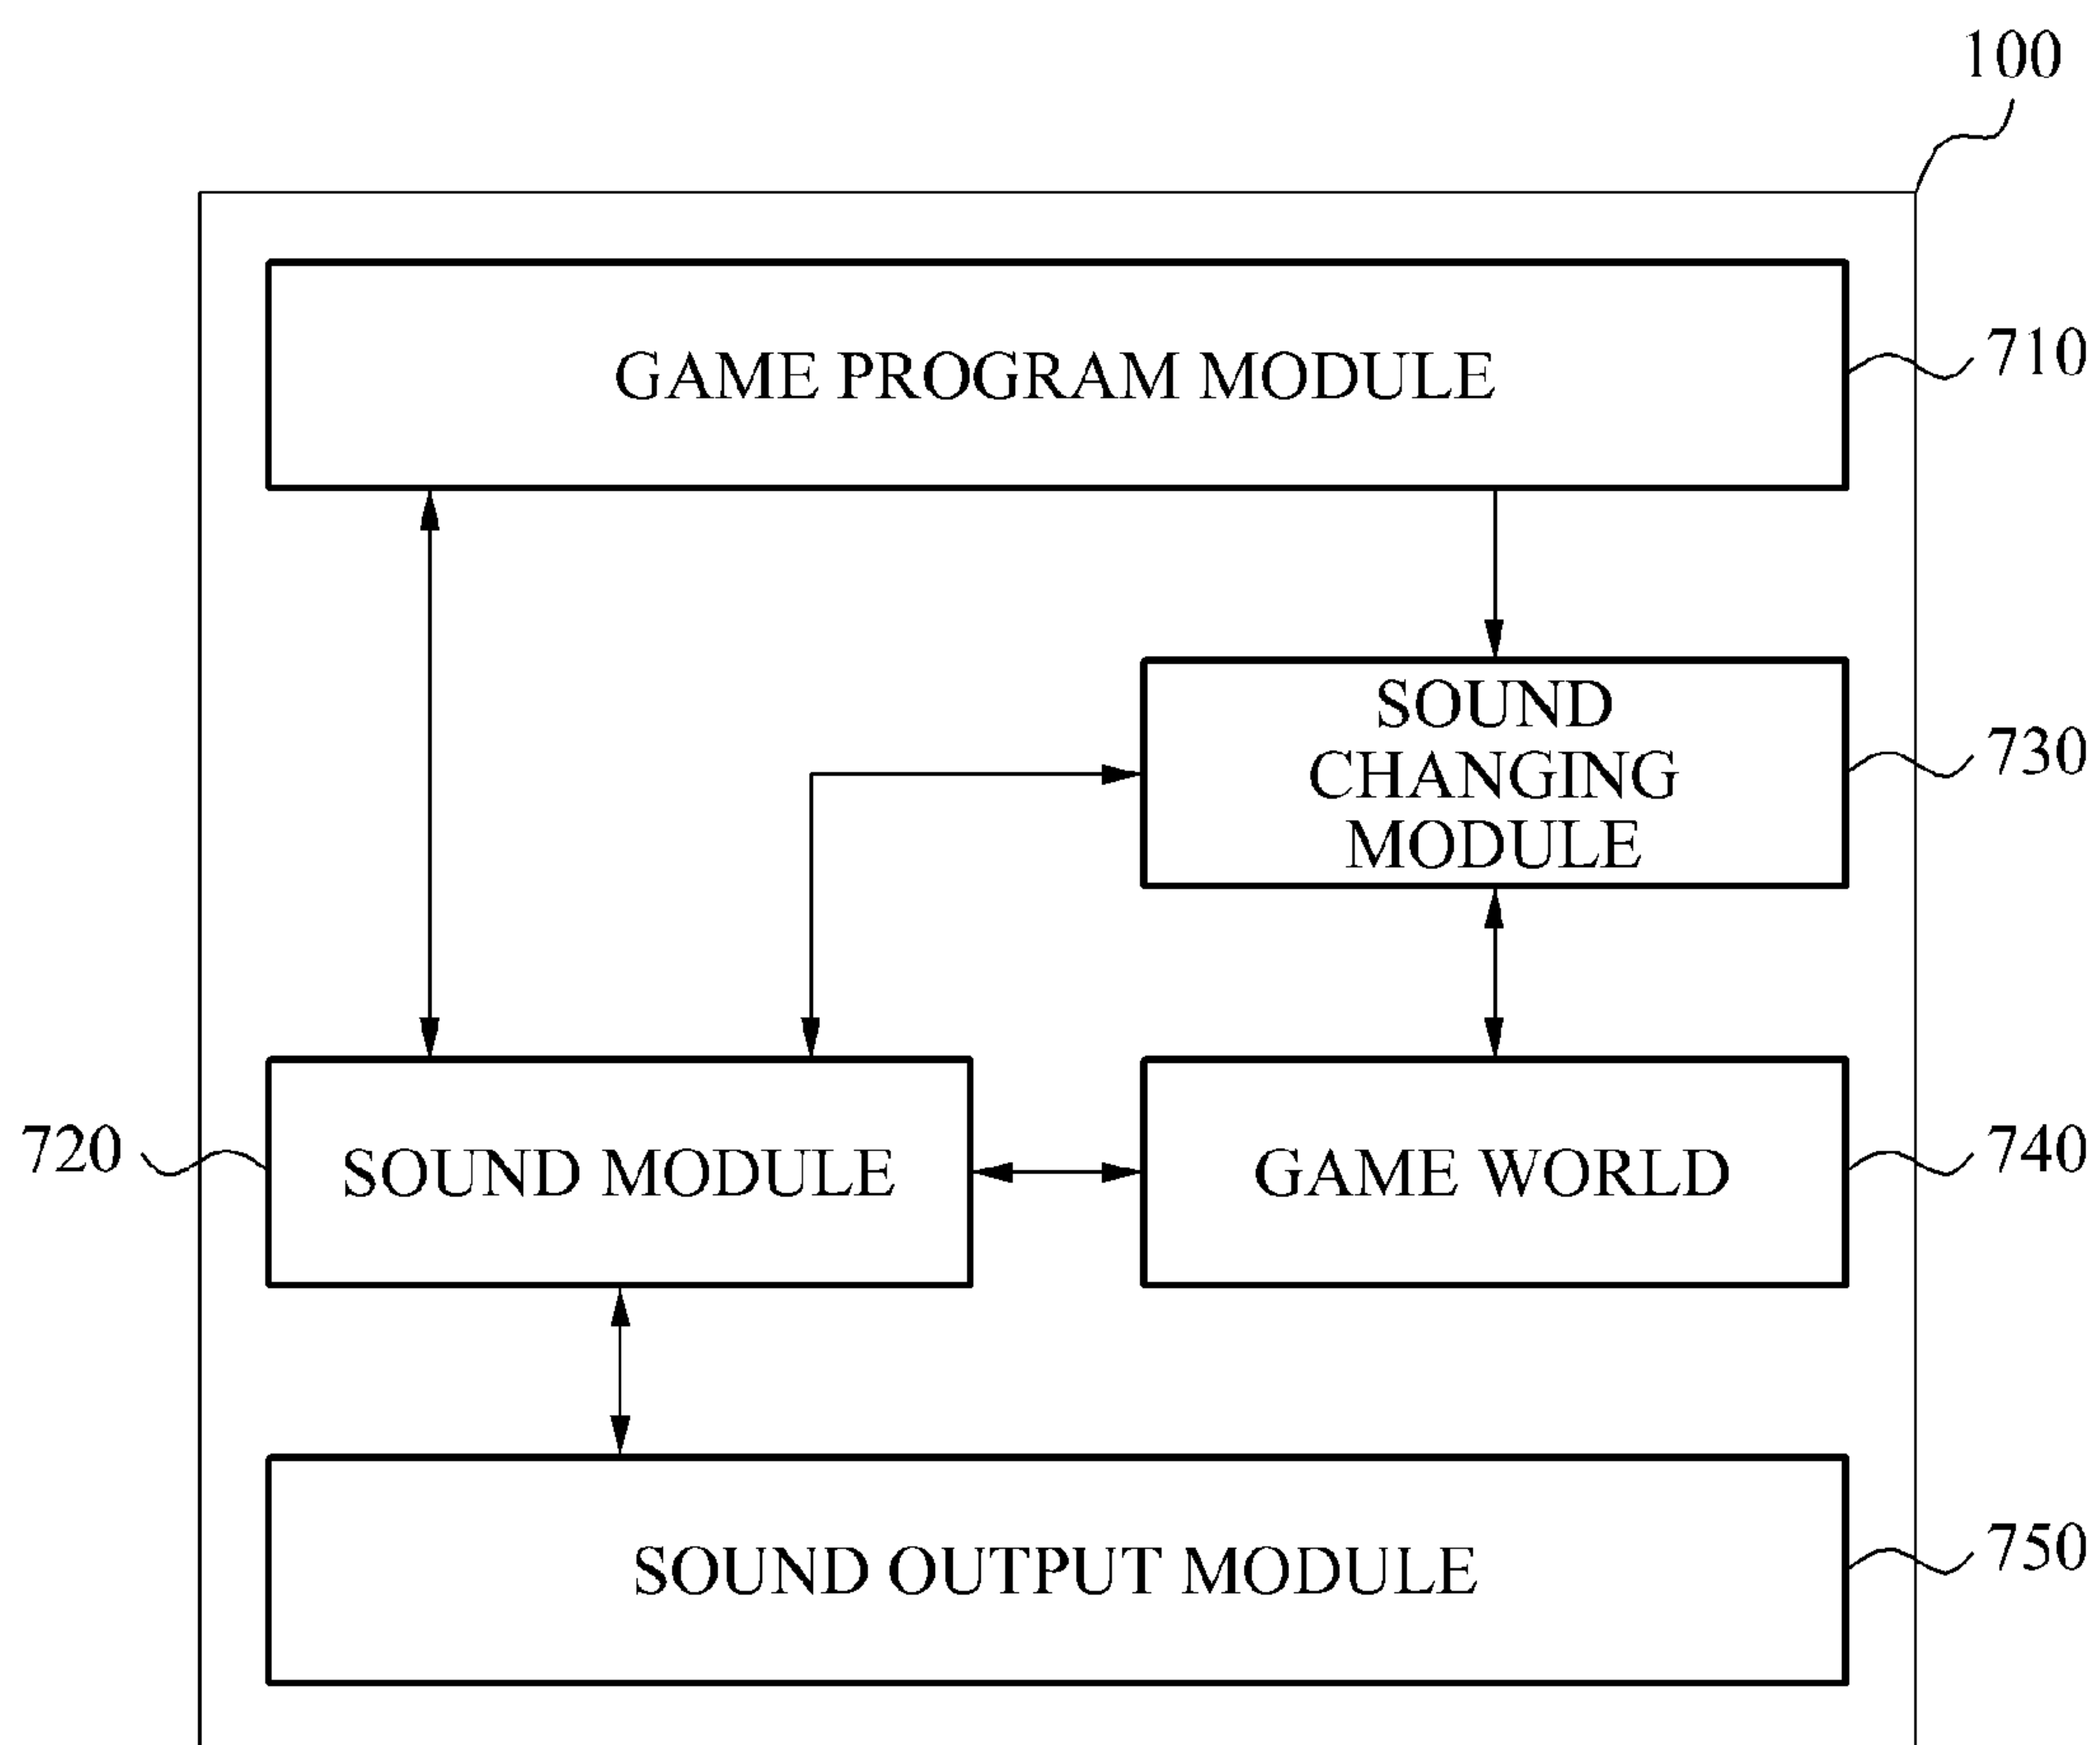 100
GAME PROGRAM MODULE
710
SOUND
CHANGING
MODULE
730
720
SOUND MODULE
GAME WORLD
740
SOUND OUTPUT MODULE
750